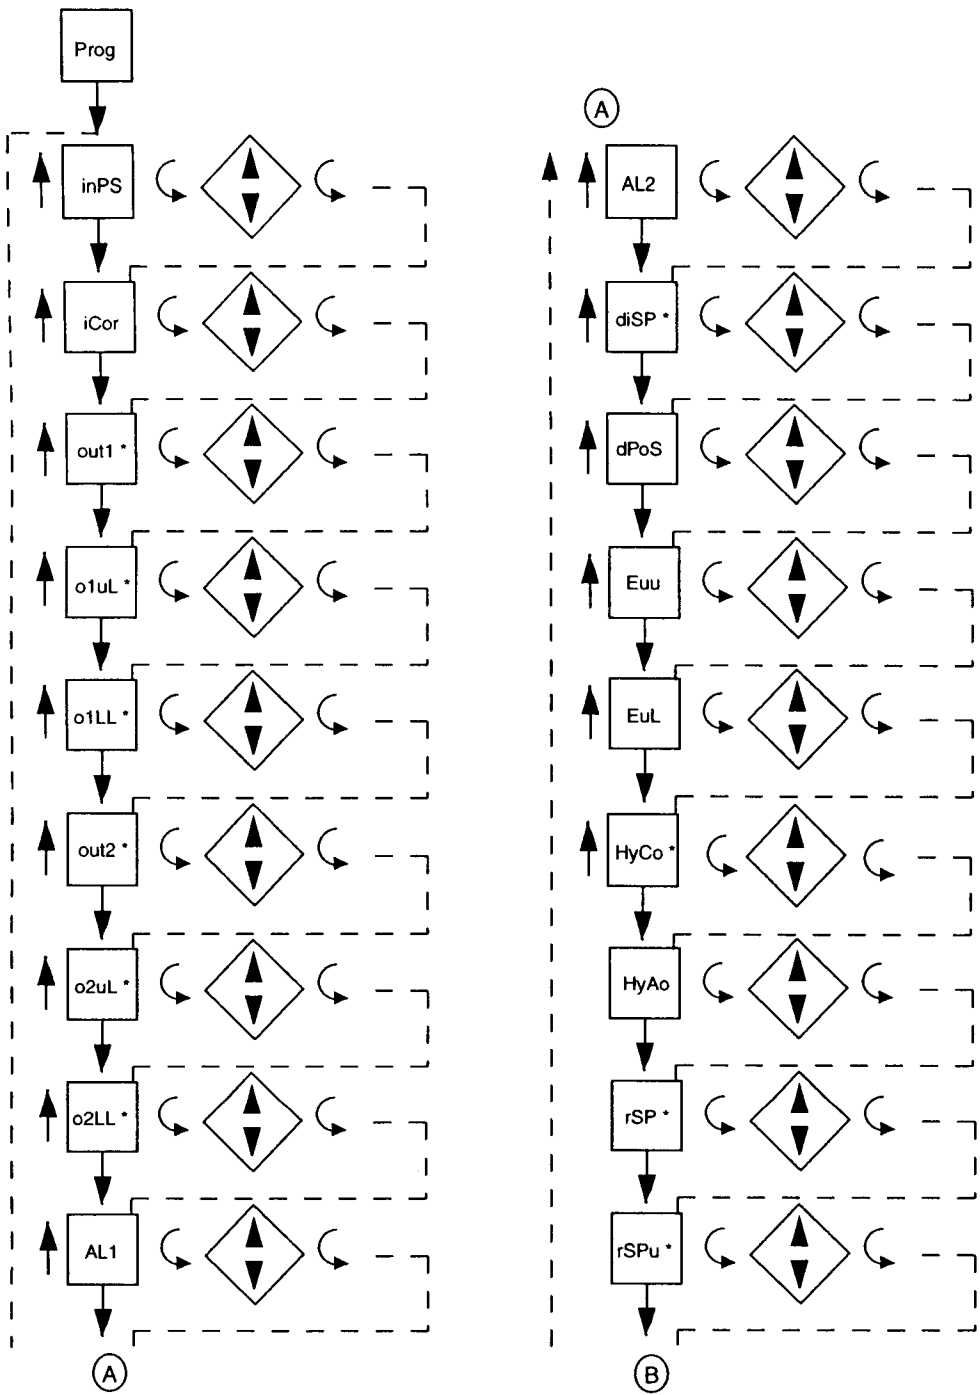 Prog
inPS
iCor
out1 *
o1uL *
o1LL *
out2 *
o2uL *
o2LL *
AL1
A
A
AL2
diSP *
dPoS
Euu
EuL
HyCo *
HyAo
rSP *
rSPu *
B